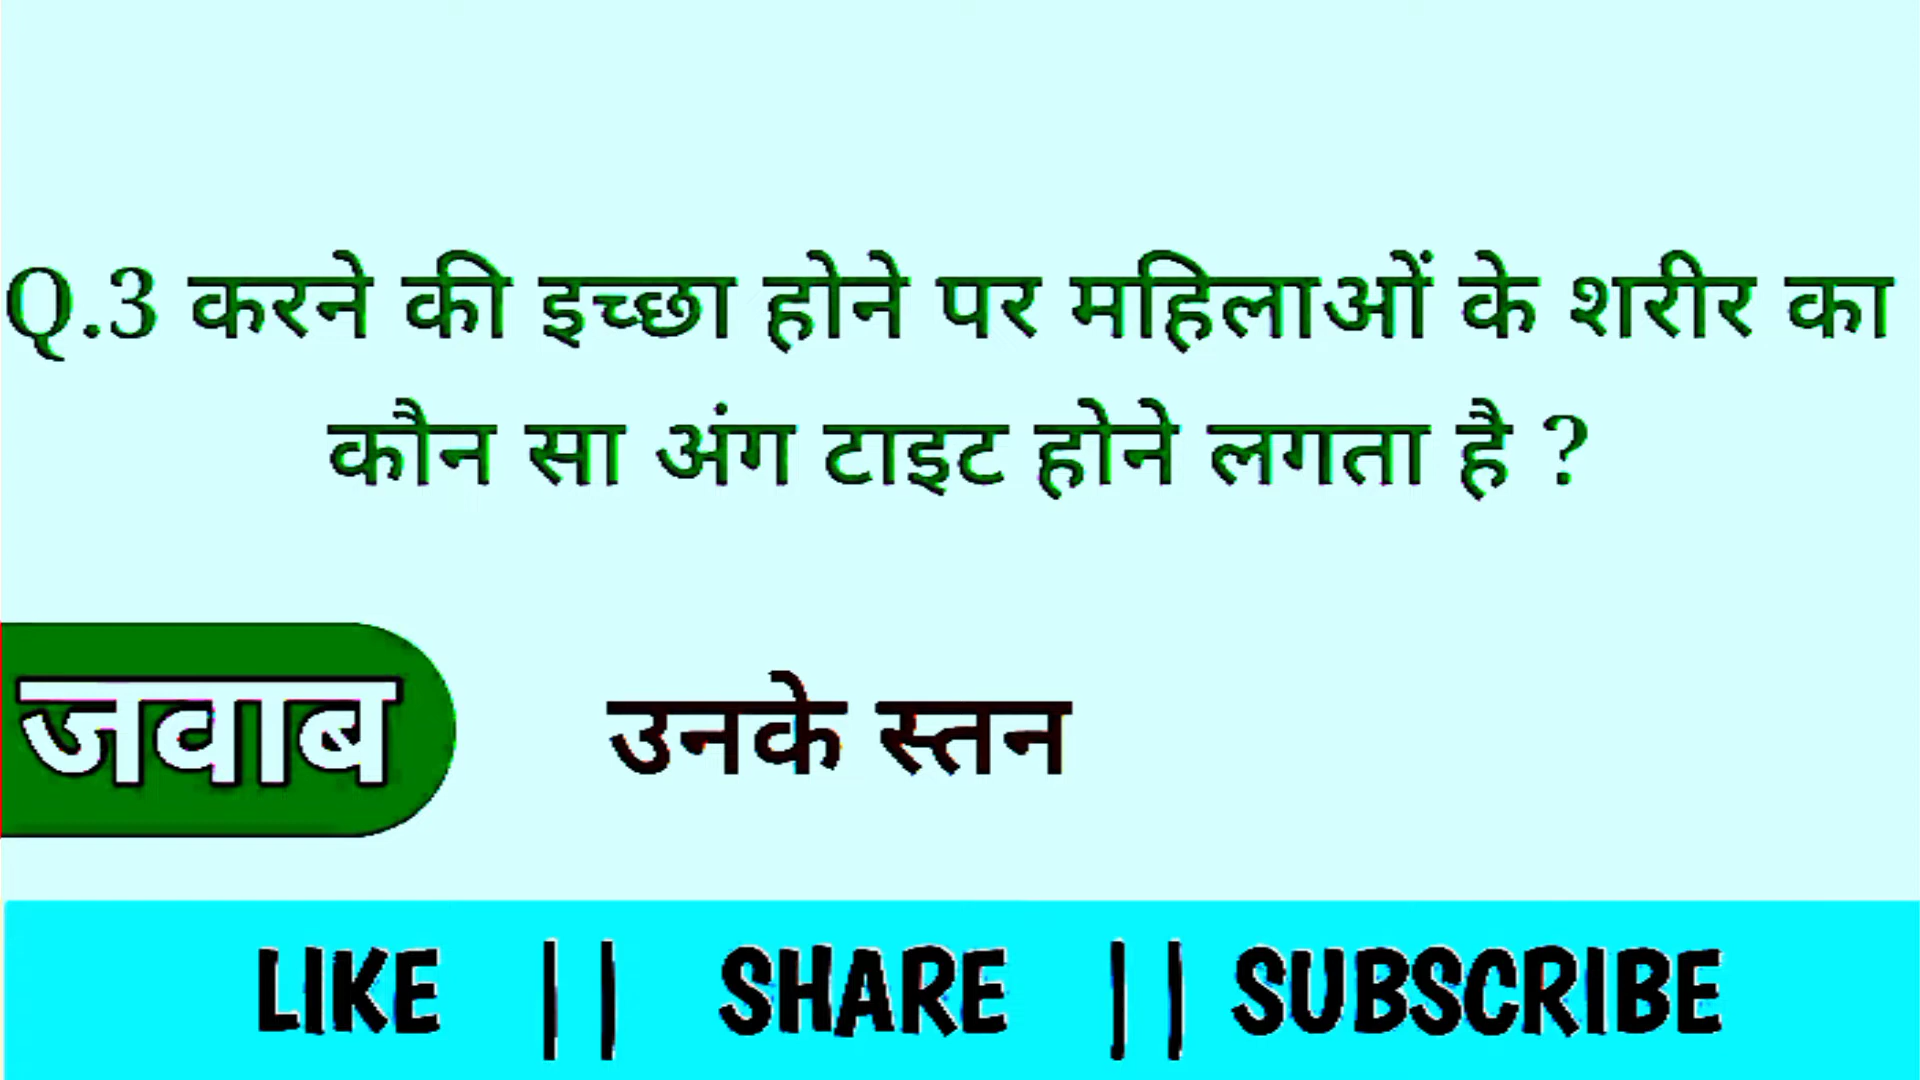 Q.3 करने की इच्छा होने पर महिलाओं के शरीर का
कौन सा अंग टाइट होने लगता है ?
जवाब उनके स्तन
LIKE || SHARE || SUBSCRIBE